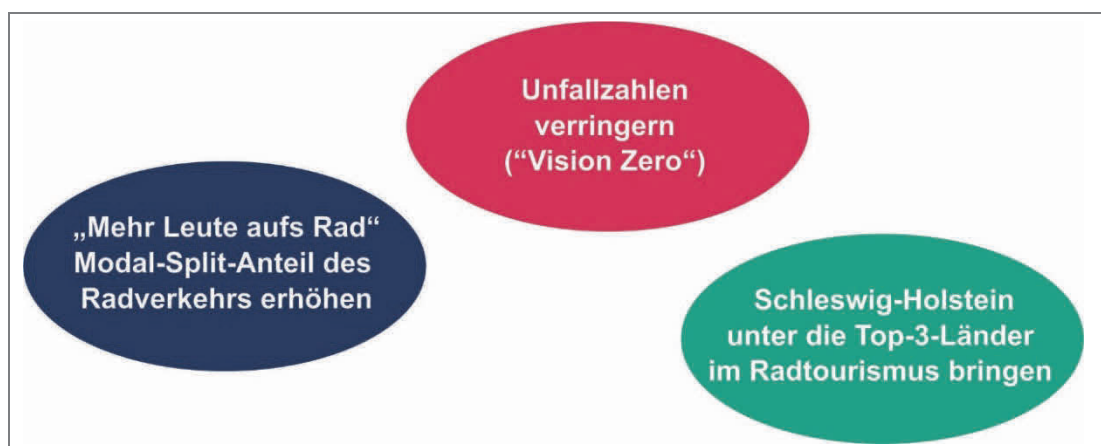 „Mehr Leute aufs Rad“
Modal-Split-Anteil des
Radverkehrs erhöhen
Unfallzahlen
verringern
(“Vision Zero“)
Schleswig-Holstein
unter die Top-3-Länder
im Radtourismus bringen